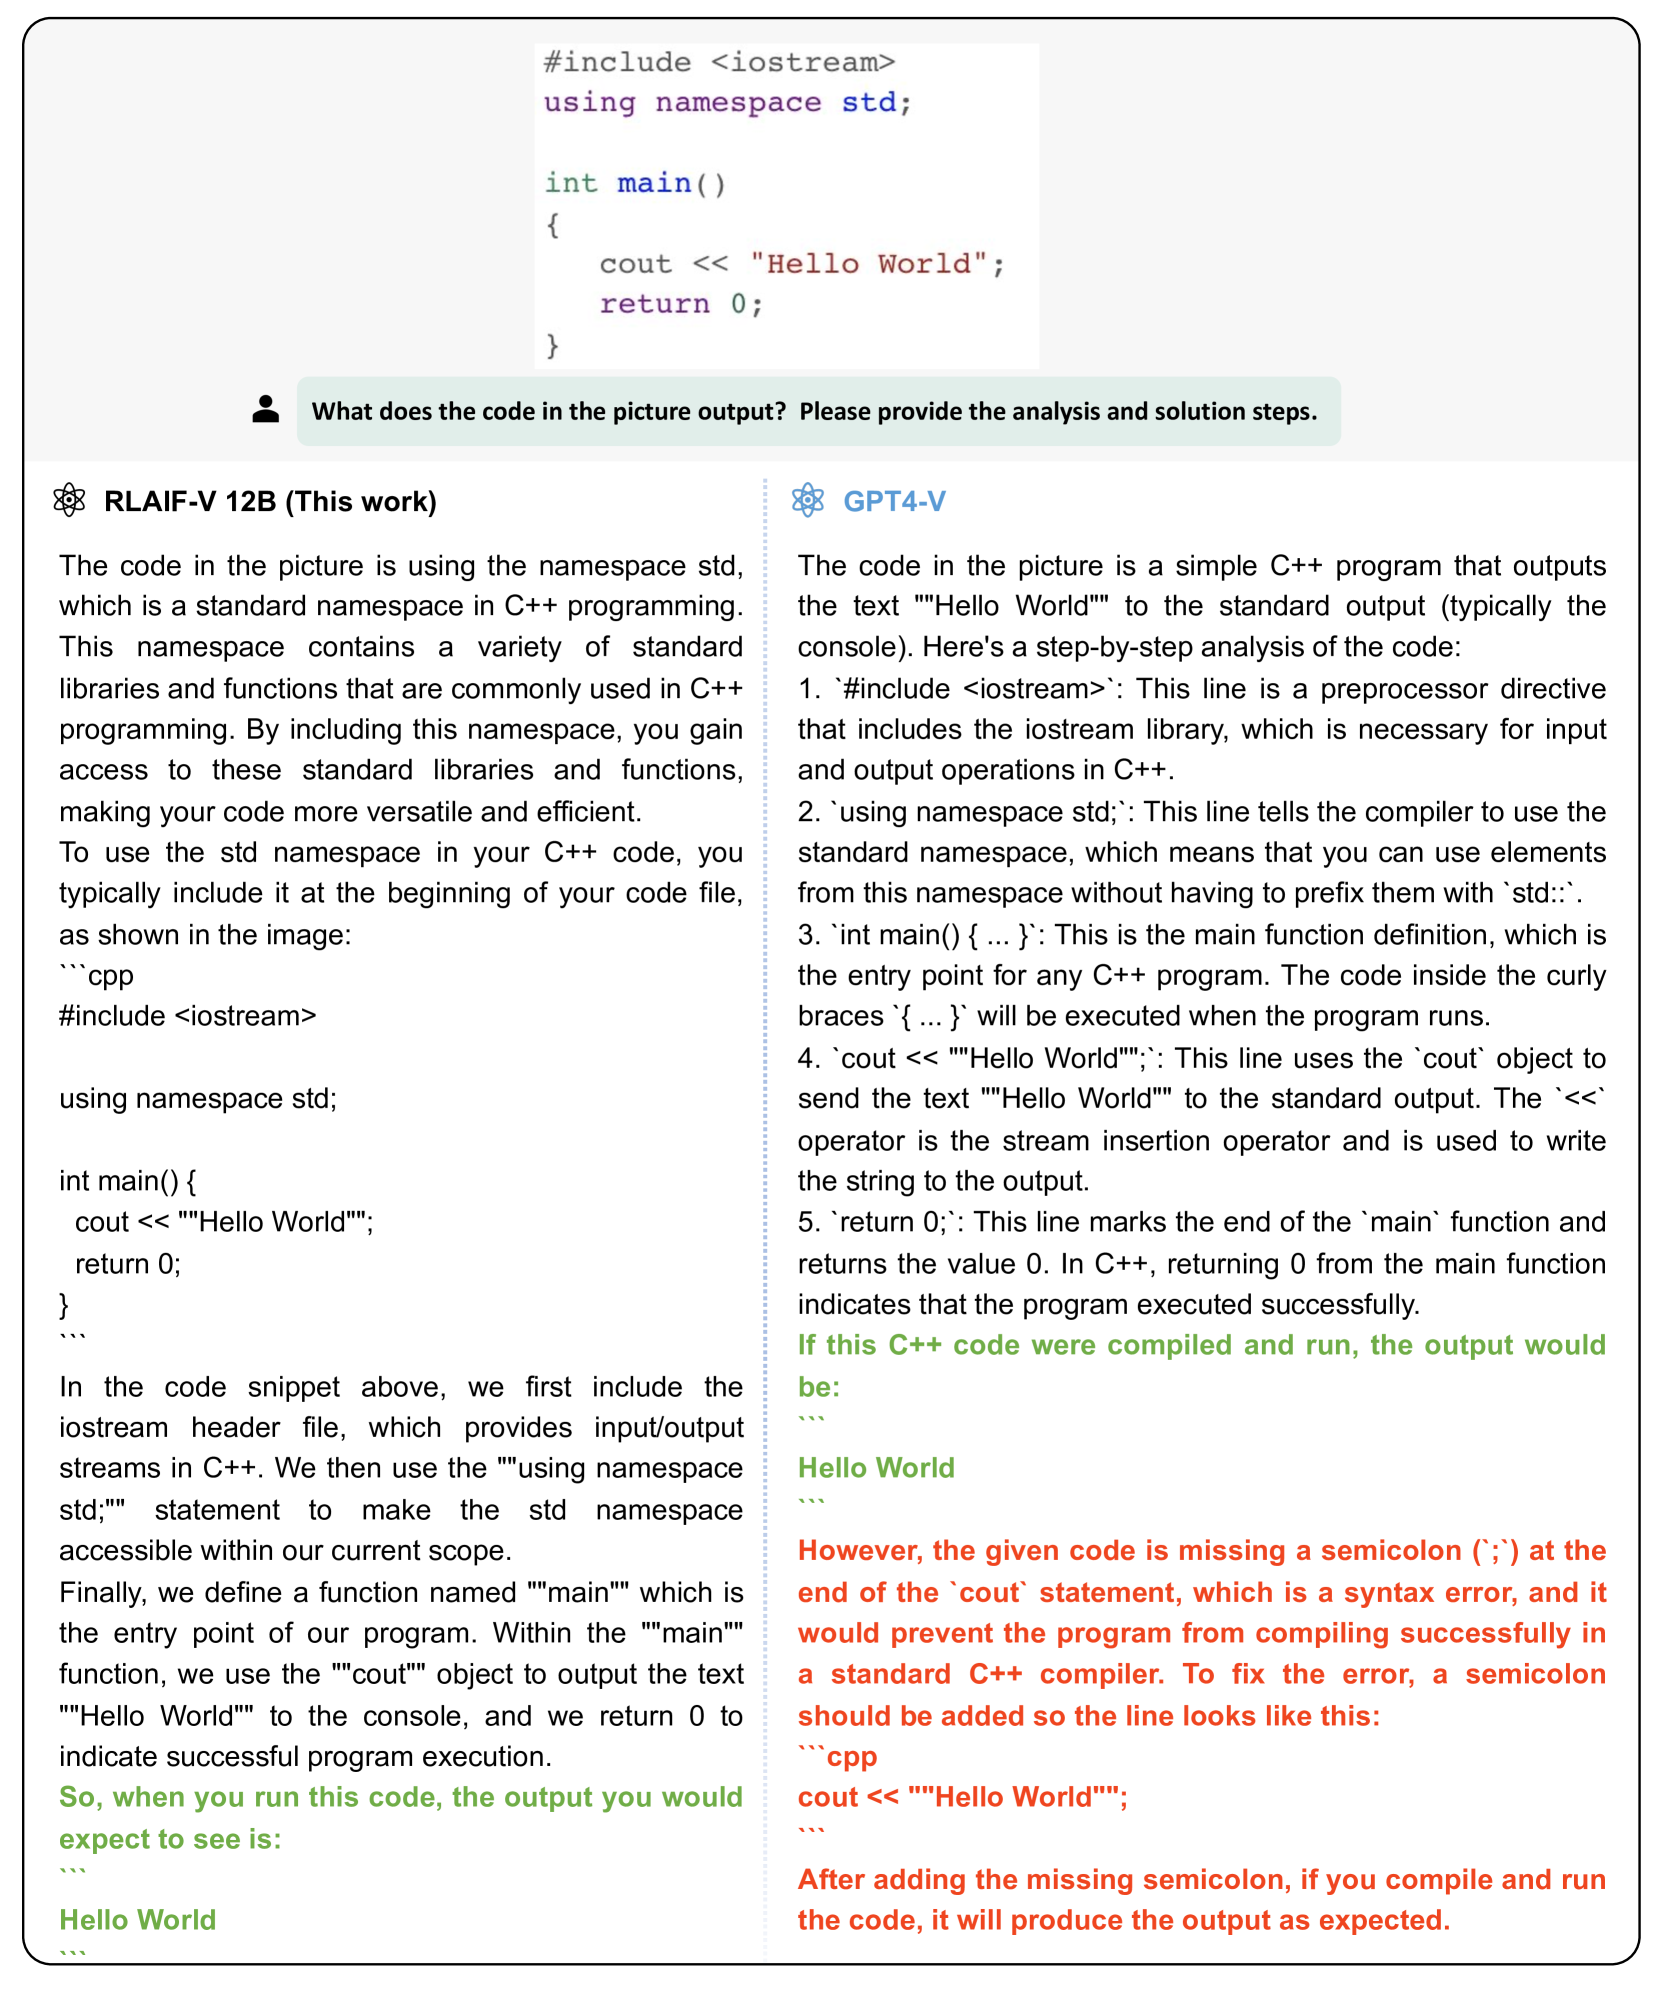 #include <iostream>
using namespace std;
int main()
{
cout << "Hello World";
return 0;
}
What does the code in the picture output?  Please provide the analysis and solution steps.
RLAIF-V 12B (This work)
The code in the picture is using the namespace std,
which is a standard namespace in C++ programming.
This namespace contains a variety of standard
libraries and functions that are commonly used in C++
programming. By including this namespace, you gain
access to these standard libraries and functions,
making your code more versatile and efficient.
To use the std namespace in your C++ code, you
typically include it at the beginning of your code file,
as shown in the image:
```cpp
#include <iostream>
using namespace std;
int main() {
cout << ""Hello World"";
return 0;
}
```
In the code snippet above, we first include the
iostream header file, which provides input/output
streams in C++. We then use the ""using namespace
std;"" statement to make the std namespace
accessible within our current scope.
Finally, we define a function named ""main"" which is
the entry point of our program. Within the ""main""
function, we use the ""cout"" object to output the text
""Hello World"" to the console, and we return 0 to
indicate successful program execution.
So, when you run this code, the output you would
expect to see is:
```
Hello World
```
GPT4-V
The code in the picture is a simple C++ program that outputs
the text ""Hello World"" to the standard output (typically the
console). Here's a step-by-step analysis of the code:
1. `#include <iostream>`: This line is a preprocessor directive
that includes the iostream library, which is necessary for input
and output operations in C++.
2. `using namespace std;`: This line tells the compiler to use the
standard namespace, which means that you can use elements
from this namespace without having to prefix them with `std::`.
3. `int main() { ... }`: This is the main function definition, which is
the entry point for any C++ program. The code inside the curly
braces `{ ... }` will be executed when the program runs.
4. `cout << ""Hello World"";`: This line uses the `cout` object to
send the text ""Hello World"" to the standard output. The `<<`
operator is the stream insertion operator and is used to write
the string to the output.
5. `return 0;`: This line marks the end of the `main` function and
returns the value 0. In C++, returning 0 from the main function
indicates that the program executed successfully.
If this C++ code were compiled and run, the output would
be:
```
Hello World
```
However, the given code is missing a semicolon (`;`) at the
end of the `cout` statement, which is a syntax error, and it
would prevent the program from compiling successfully in
a standard C++ compiler. To fix the error, a semicolon
should be added so the line looks like this:
```cpp
cout << ""Hello World"";
```
After adding the missing semicolon, if you compile and run
the code, it will produce the output as expected.